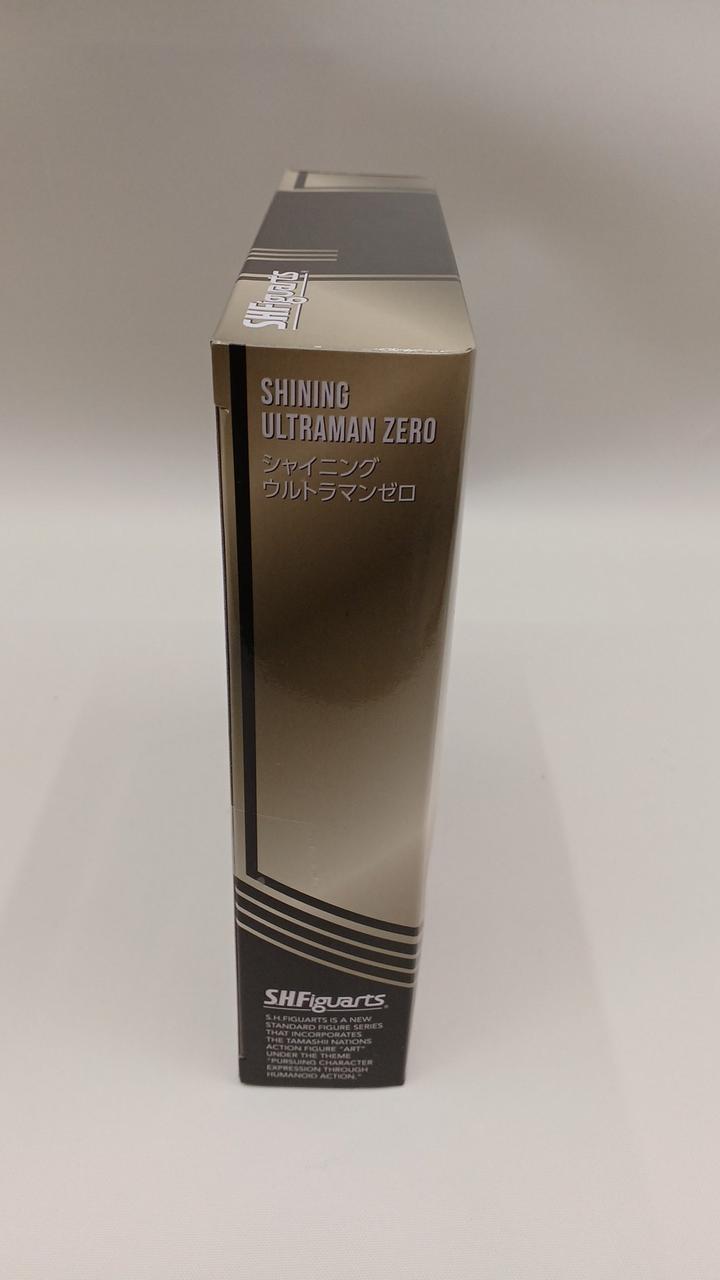 S.H.Figuarts
SHINING
ULTRAMAN ZERO
シャイニング
ウルトラマンゼロ
S.H.Figuarts
S.H.FIGUARTS IS A NEW
STANDARD FIGURE SERIES
THAT INCORPORATES
THE TAMASHII NATIONS
ACTION FIGURE "ART"
UNDER THE THEME
"PURSUING CHARACTER
EXPRESSION THROUGH
HUMANOID ACTION."